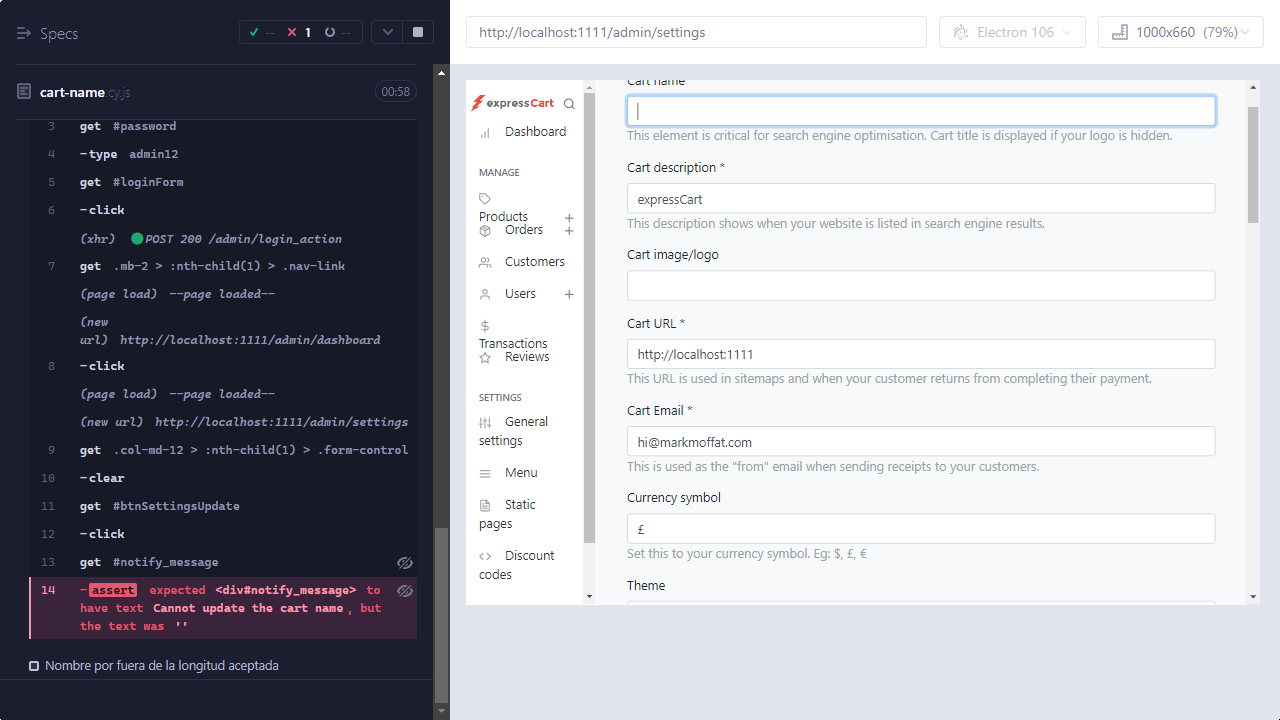 Specs
--
1
--
cart-name.cy.js
00:58
3 get #password
4 -type admin12
5 get #loginForm
6 -click
(xhr) POST 200 /admin/login_action
7 get .mb-2 > :nth-child(1) > .nav-link
(page load) --page loaded--
(new
url) http://localhost:1111/admin/dashboard
8 -click
(page load) --page loaded--
(new url) http://localhost:1111/admin/settings
9 get .col-md-12 > :nth-child(1) > .form-control
10 -clear
11 get #btnSettingsUpdate
12 -click
13 get #notify_message
14 -assert expected <div#notify_message> to
have text Cannot update the cart name, but
the text was ''
Nombre por fuera de la longitud aceptada
http://localhost:1111/admin/settings
Electron 106
1000x660 (79%)
expressCart
Dashboard
MANAGE
Products +
Orders +
Customers
Users +
Transactions
Reviews
SETTINGS
General
settings
Menu
Static
pages
Discount
codes
Cart name
This element is critical for search engine optimisation. Cart title is displayed if your logo is hidden.
Cart description *
expressCart
This description shows when your website is listed in search engine results.
Cart image/logo
Cart URL *
http://localhost:1111
This URL is used in sitemaps and when your customer returns from completing their payment.
Cart Email *
hi@markmoffat.com
This is used as the "from" email when sending receipts to your customers.
Currency symbol
£
Set this to your currency symbol. Eg: $, £, €
Theme